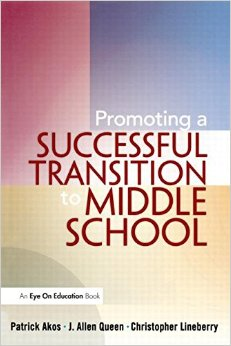 Promoting a
SUCCESSFUL
TRANSITION
to MIDDLE
SCHOOL
An Eye On Education Book
Patrick Akos • J. Allen Queen • Christopher Lineberry